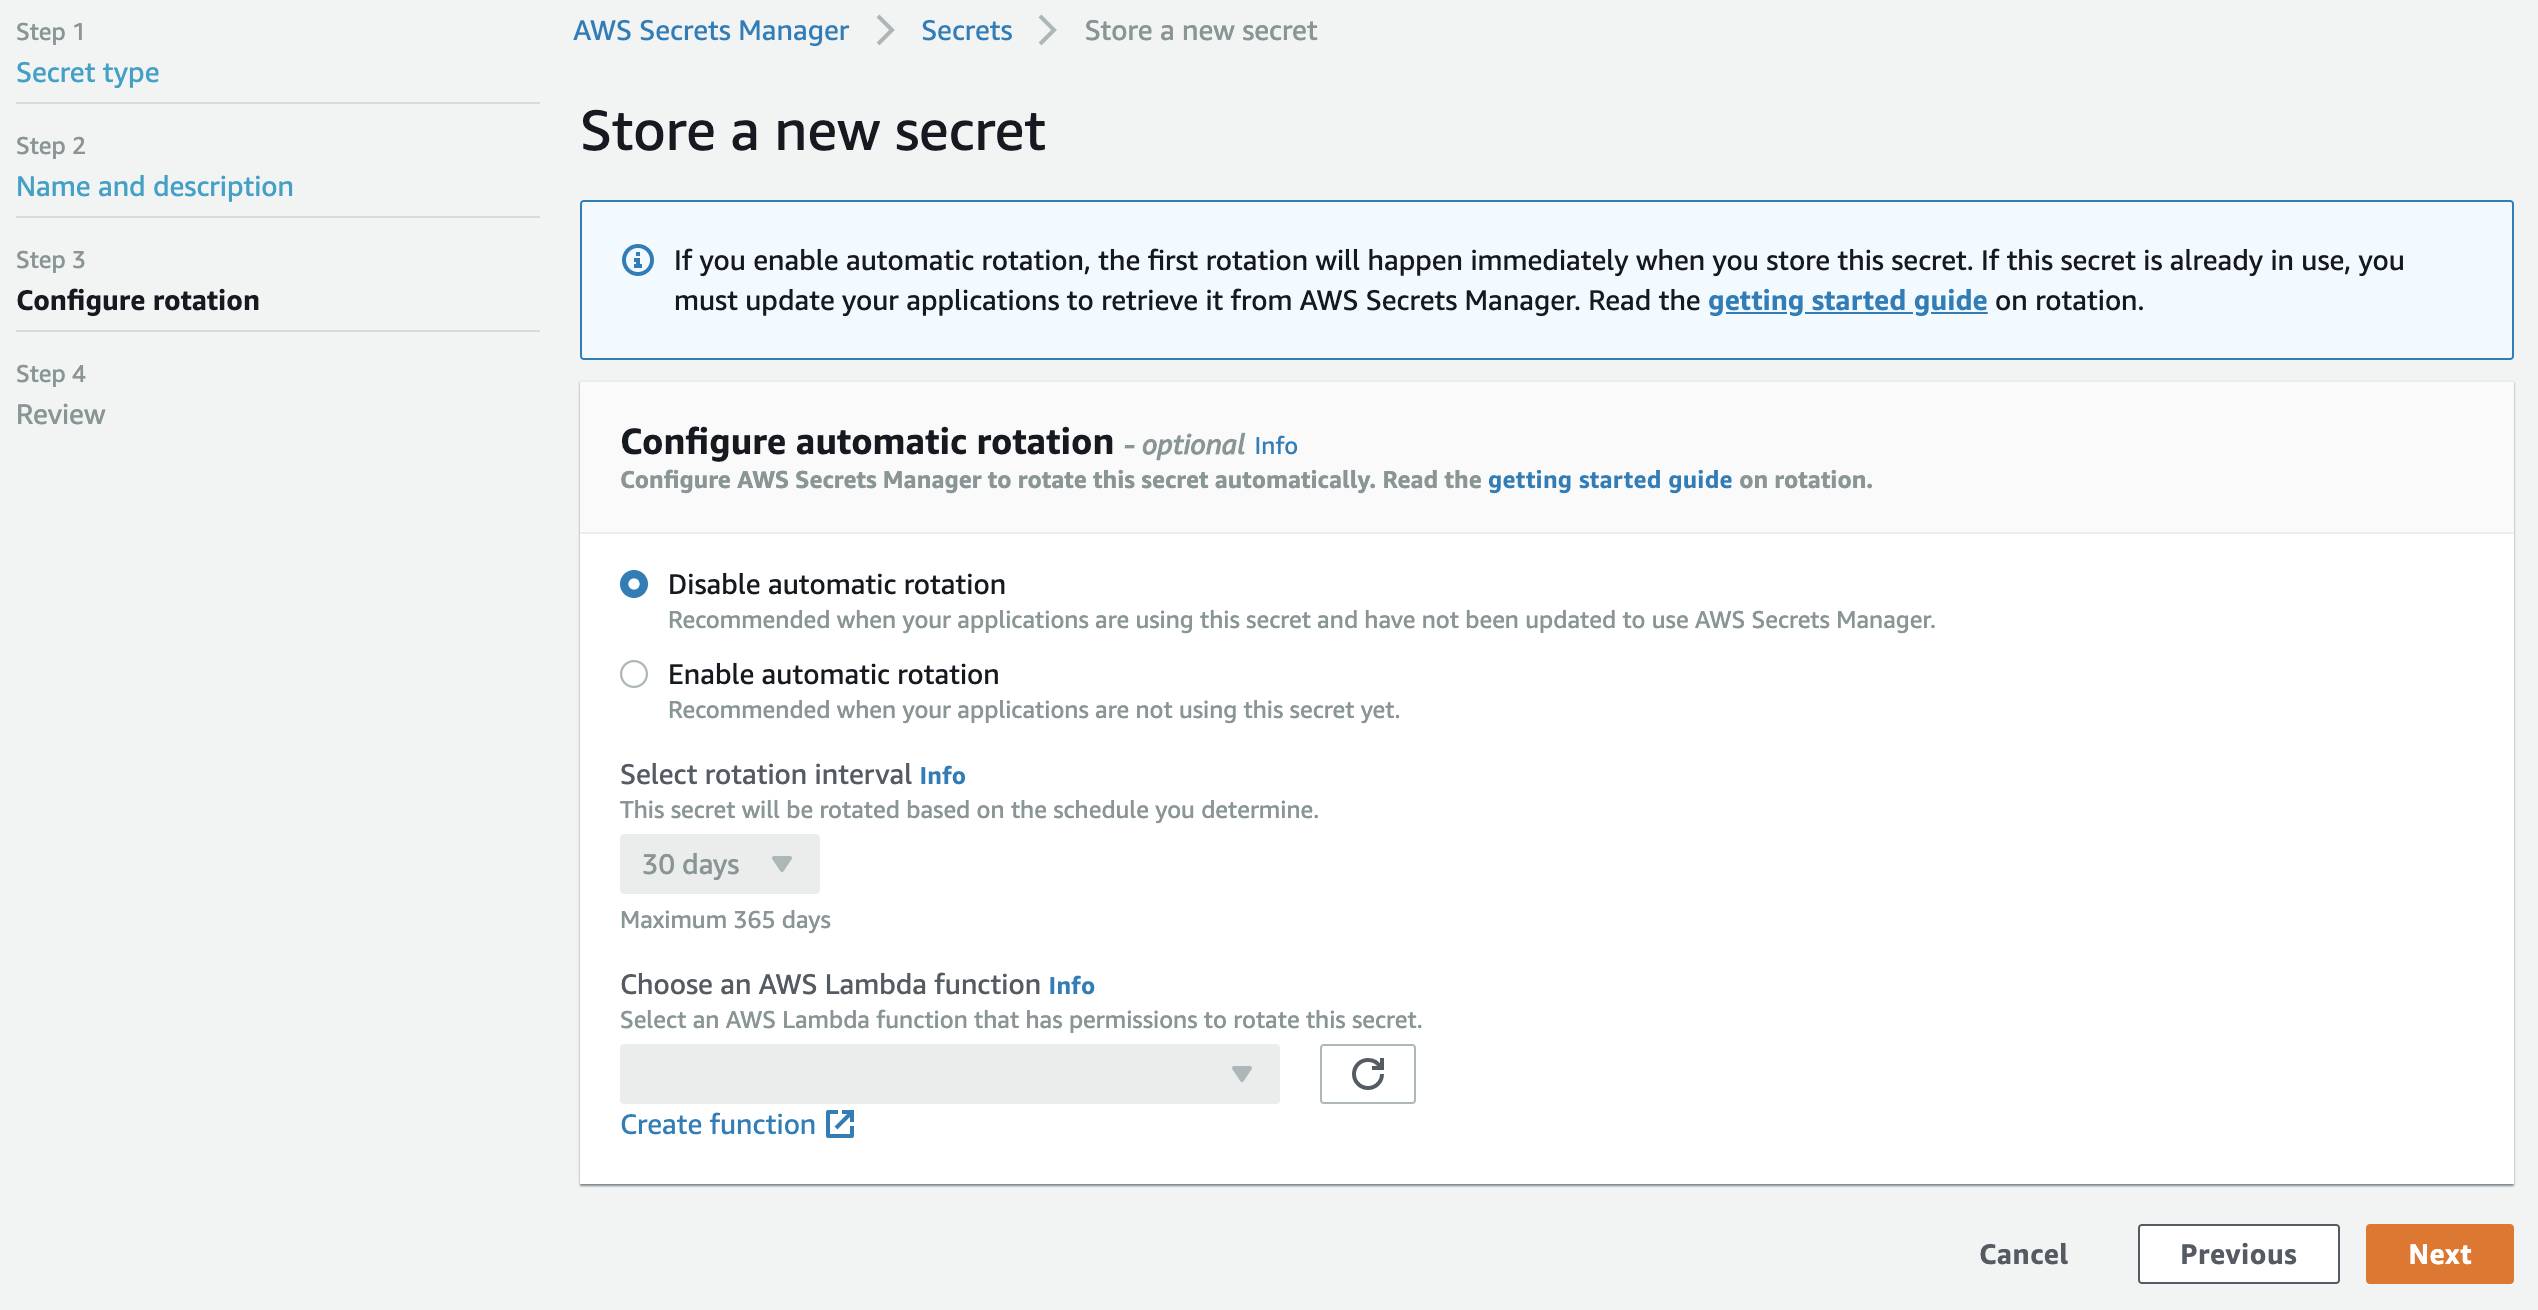 Step 1
Secret type
Step 2
Name and description
Step 3
Configure rotation
Step 4
Review
AWS Secrets Manager
Secrets
Store a new secret
Store a new secret
If you enable automatic rotation, the first rotation will happen immediately when you store this secret. If this secret is already in use, you
must update your applications to retrieve it from AWS Secrets Manager. Read the getting started guide on rotation.
Configure automatic rotation - optional Info
Configure AWS Secrets Manager to rotate this secret automatically. Read the getting started guide on rotation.
Disable automatic rotation
Recommended when your applications are using this secret and have not been updated to use AWS Secrets Manager.
Enable automatic rotation
Recommended when your applications are not using this secret yet.
Select rotation interval Info
This secret will be rotated based on the schedule you determine.
30 days
Maximum 365 days
Choose an AWS Lambda function Info
Select an AWS Lambda function that has permissions to rotate this secret.
Create function
Cancel
Previous
Next